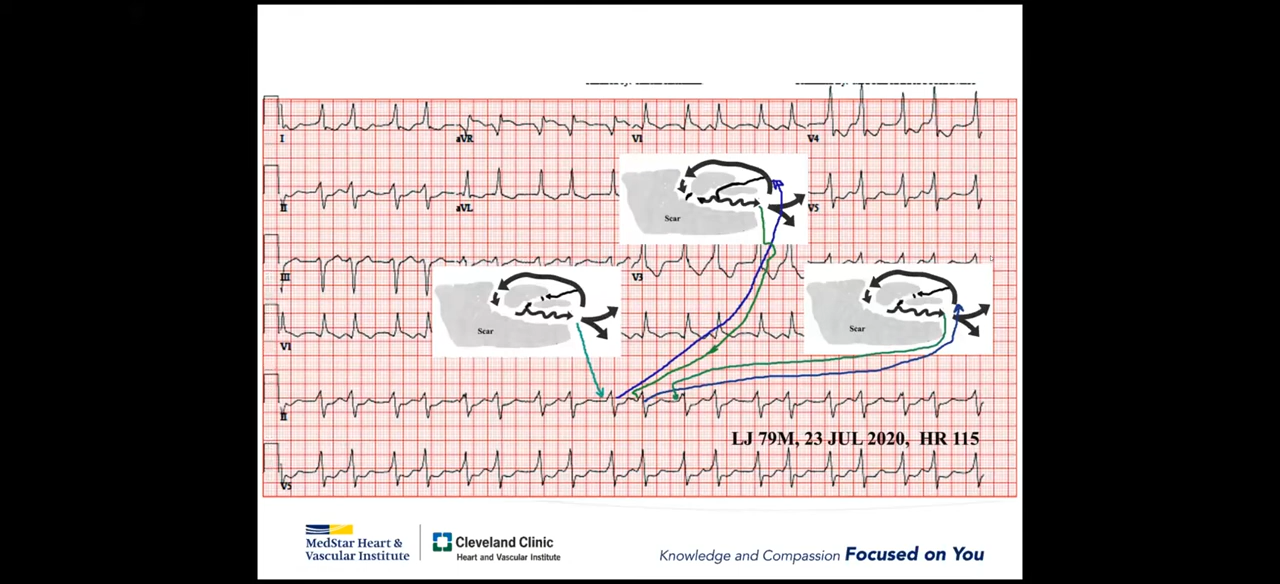 I
aVR
V1
V4
II
aVL
V5
Scar
III
V3
Scar
Scar
V1
II
LJ 79M, 23 JUL 2020, HR 115
V5
MedStar Heart &
Vascular Institute
Cleveland Clinic
Heart and Vascular Institute
Knowledge and Compassion Focused on You